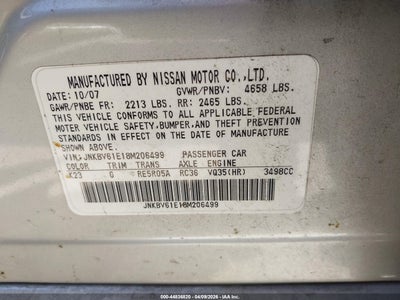 MANUFACTURED BY NISSAN MOTOR CO.,LTD.
DATE: 10/07 GVWR/PNBV: 4658 LBS.
GAWR/PNBE FR: 2213 LBS. RR: 2465 LBS.
THIS VEHICLE CONFORMS TO ALL APPLICABLE FEDERAL
MOTOR VEHICLE SAFETY,BUMPER,AND THEFT PREVENTION
STANDARDS IN EFFECT ON THE DATE OF MANUFACTURE
SHOWN ABOVE.
VIN: JNKBV61E18M206499 PASSENGER CAR
COLOR TRIM TRANS AXLE ENGINE
K23 G RE5R05A RC36 VQ35(HR) 3498CC
JNKBV61E18M206499
000-44836820 - 04/09/2026 - IAAI.COM